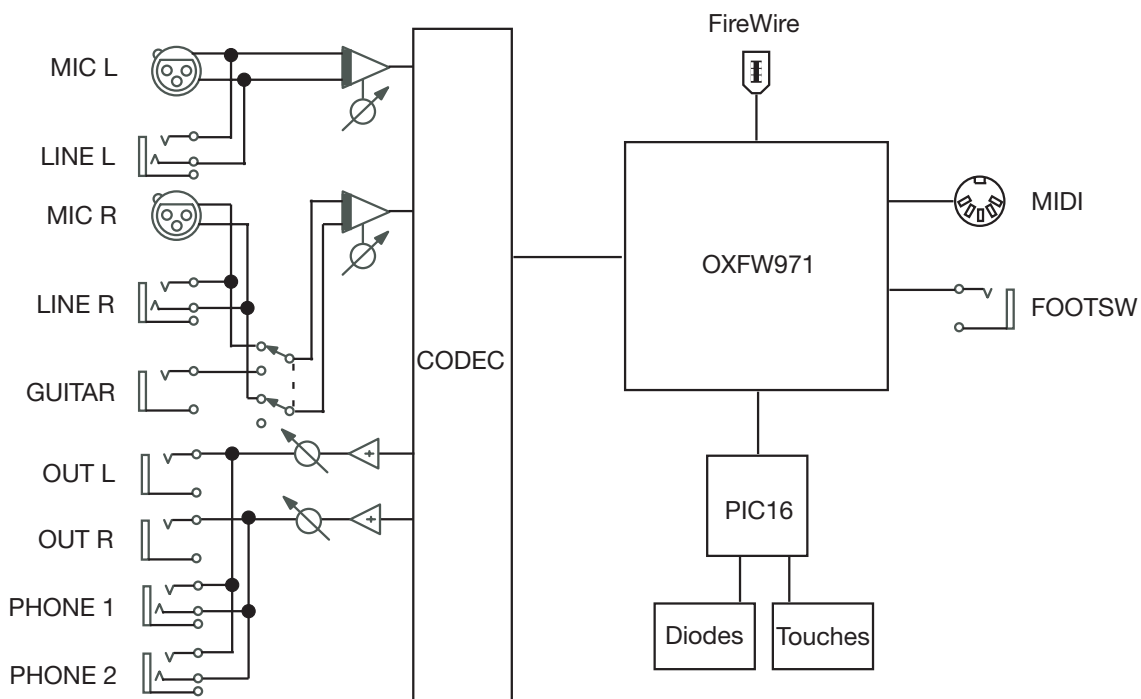 MIC L
LINE L
MIC R
LINE R
GUITAR
OUT L
OUT R
PHONE 1
PHONE 2
CODEC
FireWire
OXFW971
MIDI
FOOTSW
PIC16
Diodes
Touches